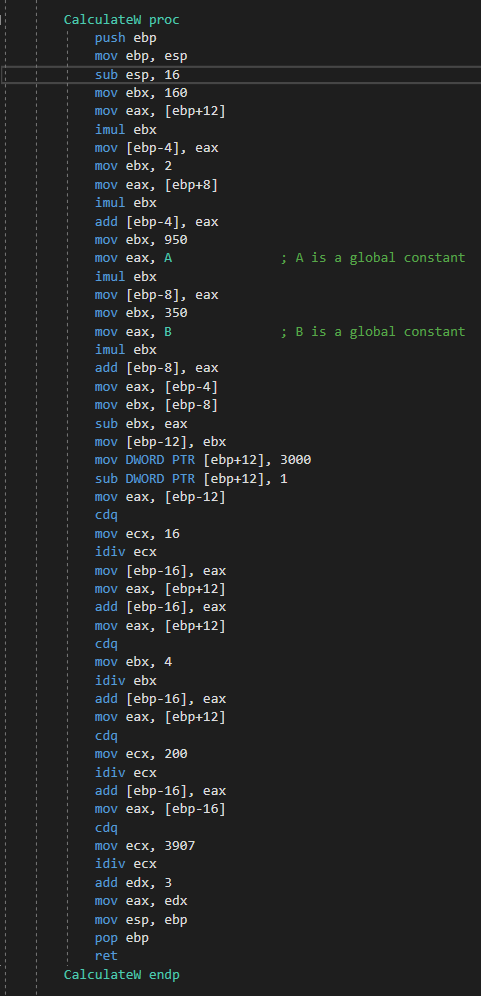 CalculateW proc
push ebp
mov ebp, esp
sub esp, 16
mov ebx, 160
mov eax, [ebp+12]
imul ebx
mov [ebp-4], eax
mov ebx, 2
mov eax, [ebp+8]
imul ebx
add [ebp-4], eax
mov ebx, 950
mov eax, A ; A is a global constant
imul ebx
mov [ebp-8], eax
mov ebx, 350
mov eax, B ; B is a global constant
imul ebx
add [ebp-8], eax
mov eax, [ebp-4]
mov ebx, [ebp-8]
sub ebx, eax
mov [ebp-12], ebx
mov DWORD PTR [ebp+12], 3000
sub DWORD PTR [ebp+12], 1
mov eax, [ebp-12]
cdq
mov ecx, 16
idiv ecx
mov [ebp-16], eax
mov eax, [ebp+12]
add [ebp-16], eax
mov eax, [ebp+12]
cdq
mov ebx, 4
idiv ebx
add [ebp-16], eax
mov eax, [ebp+12]
cdq
mov ecx, 200
idiv ecx
add [ebp-16], eax
mov eax, [ebp-16]
cdq
mov ecx, 3907
idiv ecx
add edx, 3
mov eax, edx
mov esp, ebp
pop ebp
ret
CalculateW endp